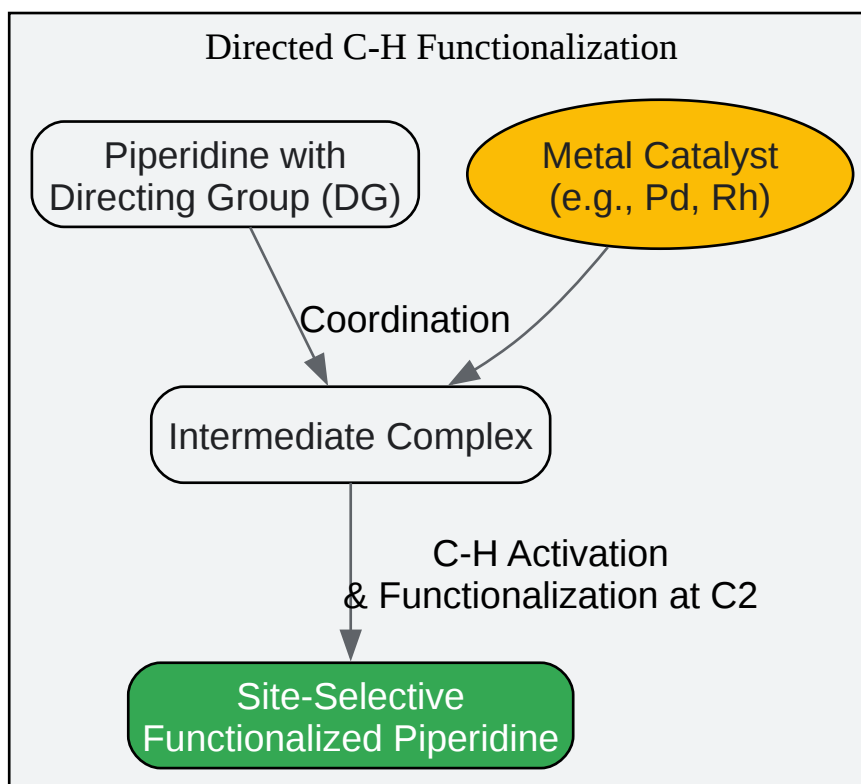 Directed C-H Functionalization
Piperidine with
Directing Group (DG)
Metal Catalyst
(e.g., Pd, Rh)
Coordination
Intermediate Complex
C-H Activation
& Functionalization at C2
Site-Selective
Functionalized Piperidine